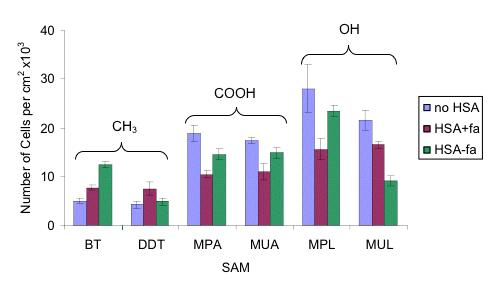 Number of Cells per cm² x10³
40
30
20
10
0
CH₃
COOH
OH
BT DDT MPA MUA MPL MUL
SAM
no HSA
HSA+fa
HSA-fa